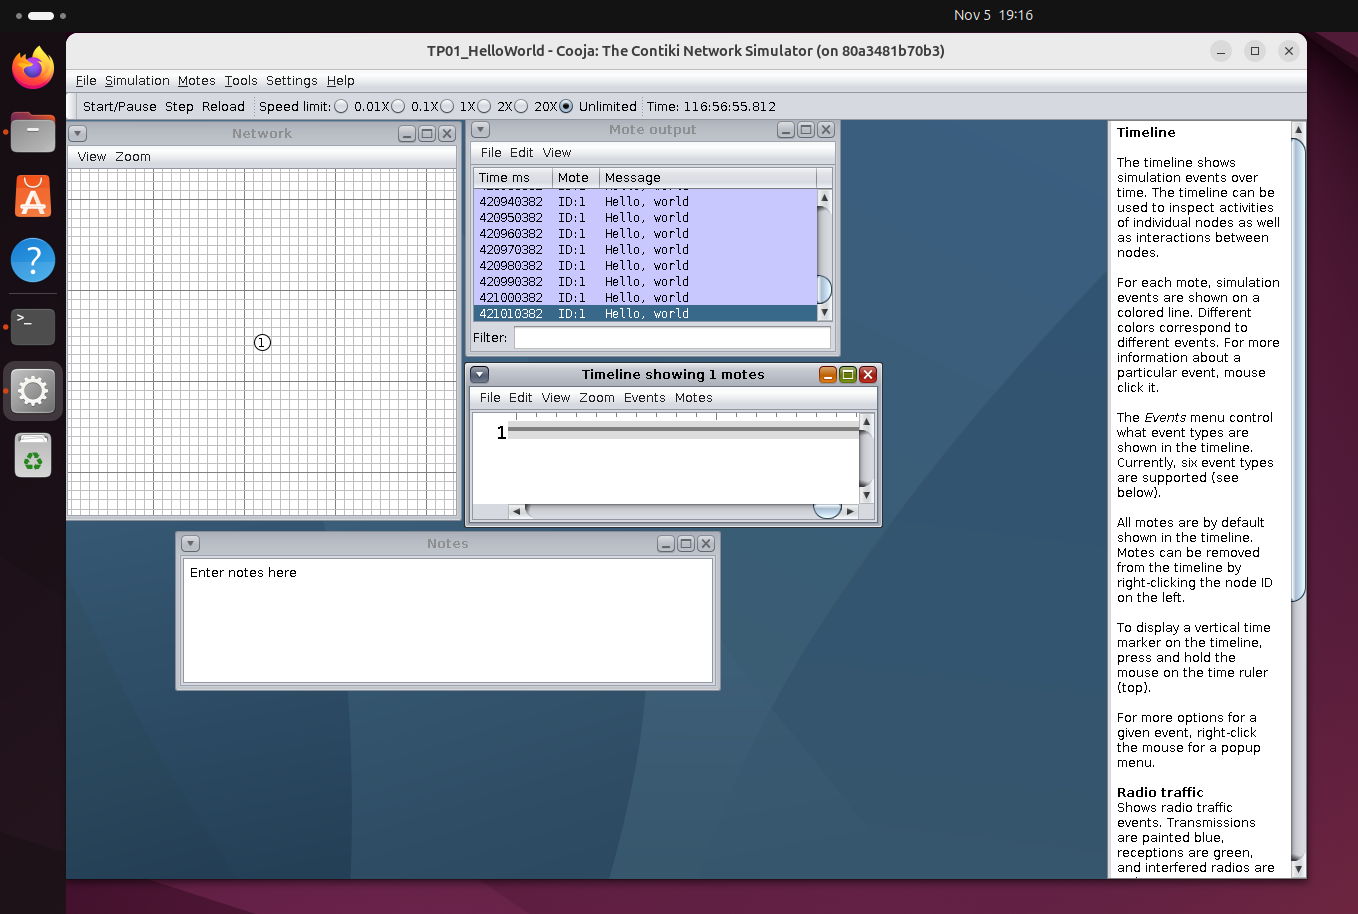 Nov 5 19:16
TP01_HelloWorld - Cooja: The Contiki Network Simulator (on 80a3481b70b3)
File Simulation Motes Tools Settings Help
Start/Pause Step Reload Speed limit: 0.01X 0.1X 1X 2X 20X Unlimited Time: 116:56:55.812
Network
View Zoom
1
Mote output
File Edit View
Time ms Mote Message
420940382 ID:1 Hello, world
420950382 ID:1 Hello, world
420960382 ID:1 Hello, world
420970382 ID:1 Hello, world
420980382 ID:1 Hello, world
420990382 ID:1 Hello, world
421000382 ID:1 Hello, world
421010382 ID:1 Hello, world
Filter:
Timeline showing 1 motes
File Edit View Zoom Events Motes
1
Notes
Enter notes here
Timeline
The timeline shows
simulation events over
time. The timeline can be
used to inspect activities
of individual nodes as well
as interactions between
nodes.
For each mote, simulation
events are shown on a
colored line. Different
colors correspond to
different events. For more
information about a
particular event, mouse
click it.
The Events menu control
what event types are
shown in the timeline.
Currently, six event types
are supported (see
below).
All motes are by default
shown in the timeline.
Motes can be removed
from the timeline by
right-clicking the node ID
on the left.
To display a vertical time
marker on the timeline,
press and hold the
mouse on the time ruler
(top).
For more options for a
given event, right-click
the mouse for a popup
menu.
Radio traffic
Shows radio traffic
events. Transmissions
are painted blue,
receptions are green,
and interfered radios are